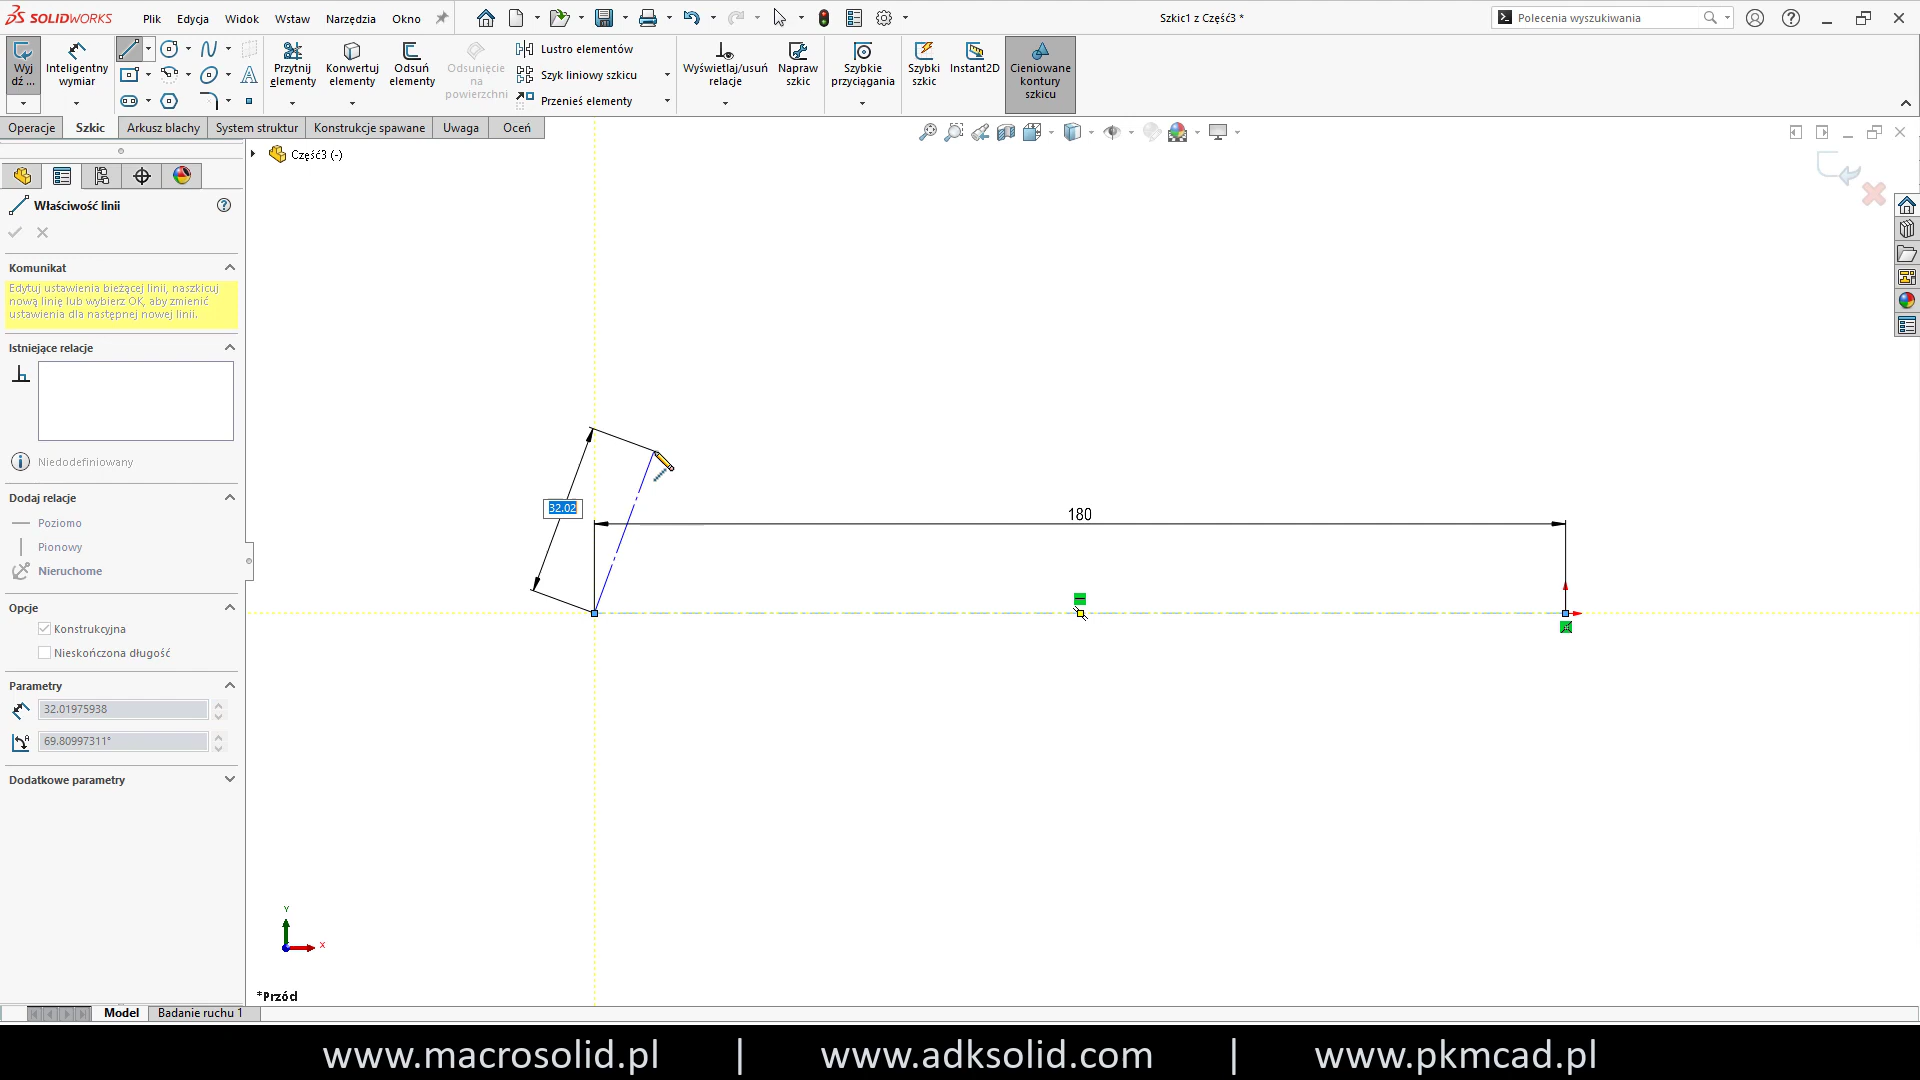 SOLIDWORKS Plik Edycja Widok Wstaw Narzędzia Okno Szkic1 z Część3 * Polecenia wyszukiwania
Wyj
dź ...
Inteligentny
wymiar
Przytnij
elementy
Konwertuj
elementy
Odsuń
elementy
Odsunięcie
na
powierzchni
Lustro elementów
Szyk liniowy szkicu
Przenieś elementy
Wyświetlaj/usuń
relacje
Napraw
szkic
Szybkie
przyciągania
Szybki
szkic
Instant2D
Cieniowane
kontury
szkicu
Operacje Szkic Arkusz blachy System struktur Konstrukcje spawane Uwaga Oceń
Część3 (-)
Właściwość linii
Komunikat
Edytuj ustawienia bieżącej linii, naszkicuj
nową linię lub wybierz OK, aby zmienić
ustawienia dla następnej nowej linii.
Istniejące relacje
Niedodefiniowany
Dodaj relacje
Poziomo
Pionowy
Nieruchome
Opcje
Konstrukcyjna
Nieskończona długość
Parametry
32.01975938
69.80997311°
Dodatkowe parametry
32.02
180
Y
X
*Przód
Model Badanie ruchu 1
www.macrosolid.pl | www.adksolid.com | www.pkmcad.pl